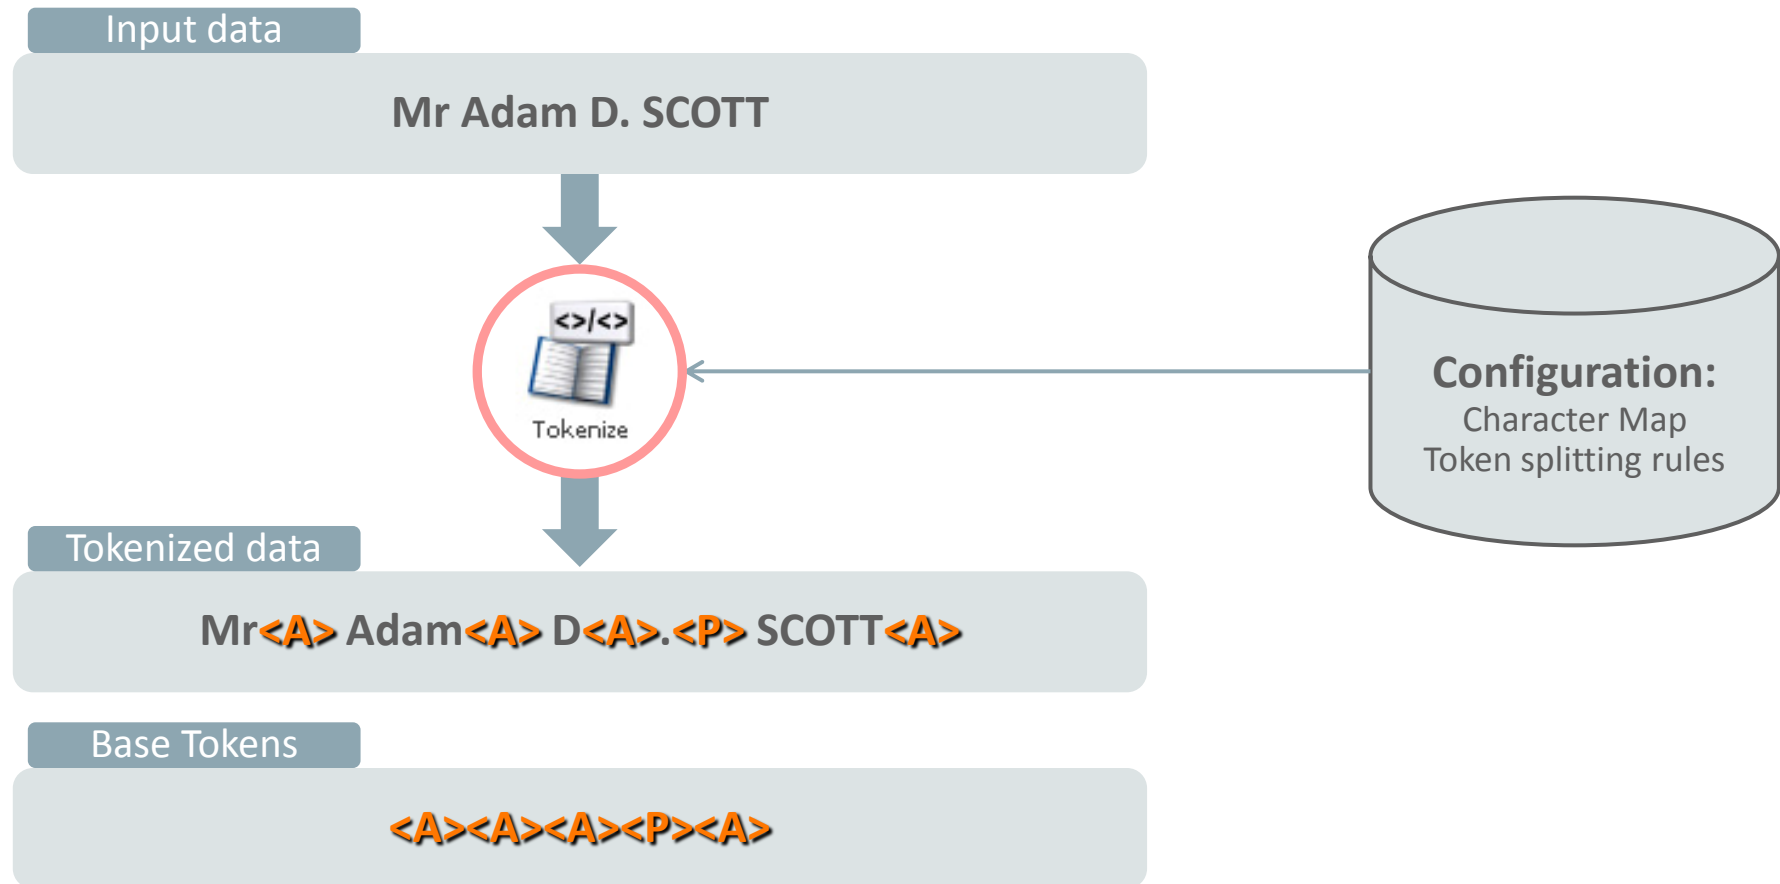 Input data
Mr Adam D. SCOTT
<>/<>
Tokenize
Configuration:
Character Map
Token splitting rules
Tokenized data
Mr<A> Adam<A> D<A>.<P> SCOTT<A>
Base Tokens
<A><A><A><P><A>